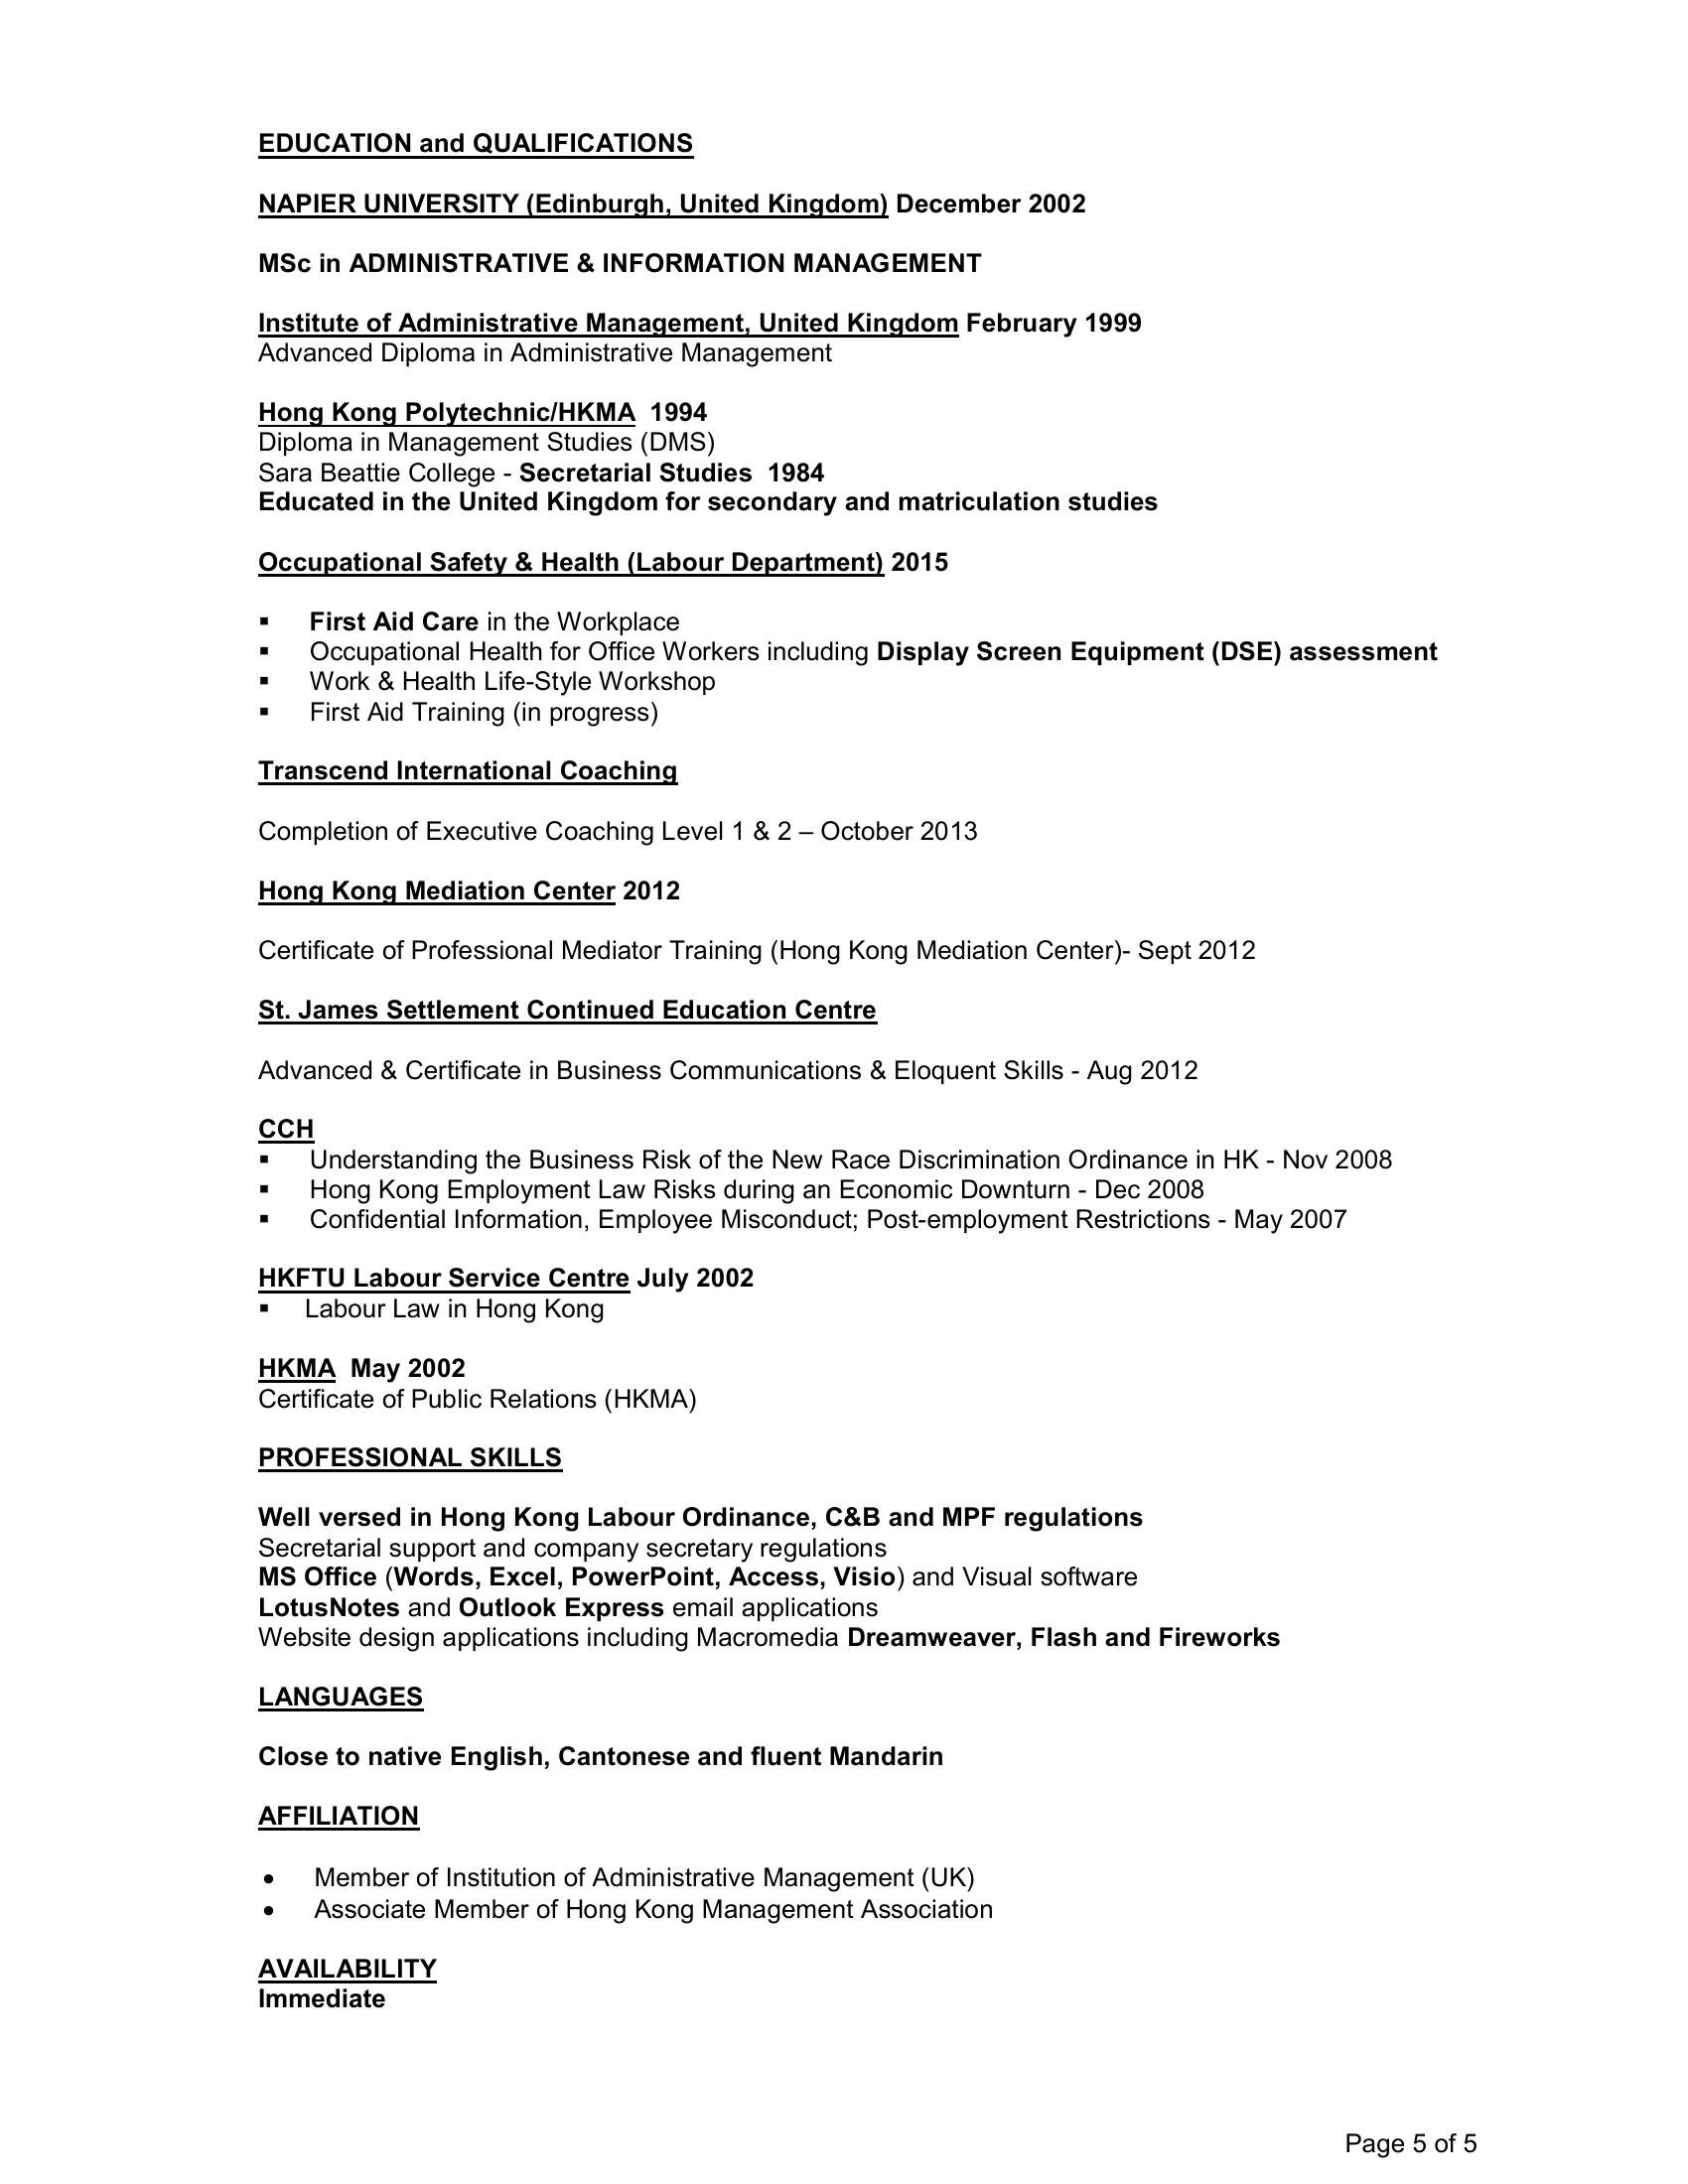 EDUCATION and QUALIFICATIONS
NAPIER UNIVERSITY (Edinburgh, United Kingdom) December 2002
MSc in ADMINISTRATIVE & INFORMATION MANAGEMENT
Institute of Administrative Management, United Kingdom February 1999
Advanced Diploma in Administrative Management
Hong Kong Polytechnic/HKMA 1994
Diploma in Management Studies (DMS)
Sara Beattie College - Secretarial Studies 1984
Educated in the United Kingdom for secondary and matriculation studies
Occupational Safety & Health (Labour Department) 2015
▪ First Aid Care in the Workplace
▪ Occupational Health for Office Workers including Display Screen Equipment (DSE) assessment
▪ Work & Health Life-Style Workshop
▪ First Aid Training (in progress)
Transcend International Coaching
Completion of Executive Coaching Level 1 & 2 – October 2013
Hong Kong Mediation Center 2012
Certificate of Professional Mediator Training (Hong Kong Mediation Center)- Sept 2012
St. James Settlement Continued Education Centre
Advanced & Certificate in Business Communications & Eloquent Skills - Aug 2012
CCH
▪ Understanding the Business Risk of the New Race Discrimination Ordinance in HK - Nov 2008
▪ Hong Kong Employment Law Risks during an Economic Downturn - Dec 2008
▪ Confidential Information, Employee Misconduct; Post-employment Restrictions - May 2007
HKFTU Labour Service Centre July 2002
▪ Labour Law in Hong Kong
HKMA May 2002
Certificate of Public Relations (HKMA)
PROFESSIONAL SKILLS
Well versed in Hong Kong Labour Ordinance, C&B and MPF regulations
Secretarial support and company secretary regulations
MS Office (Words, Excel, PowerPoint, Access, Visio) and Visual software
LotusNotes and Outlook Express email applications
Website design applications including Macromedia Dreamweaver, Flash and Fireworks
LANGUAGES
Close to native English, Cantonese and fluent Mandarin
AFFILIATION
• Member of Institution of Administrative Management (UK)
• Associate Member of Hong Kong Management Association
AVAILABILITY
Immediate
Page 5 of 5